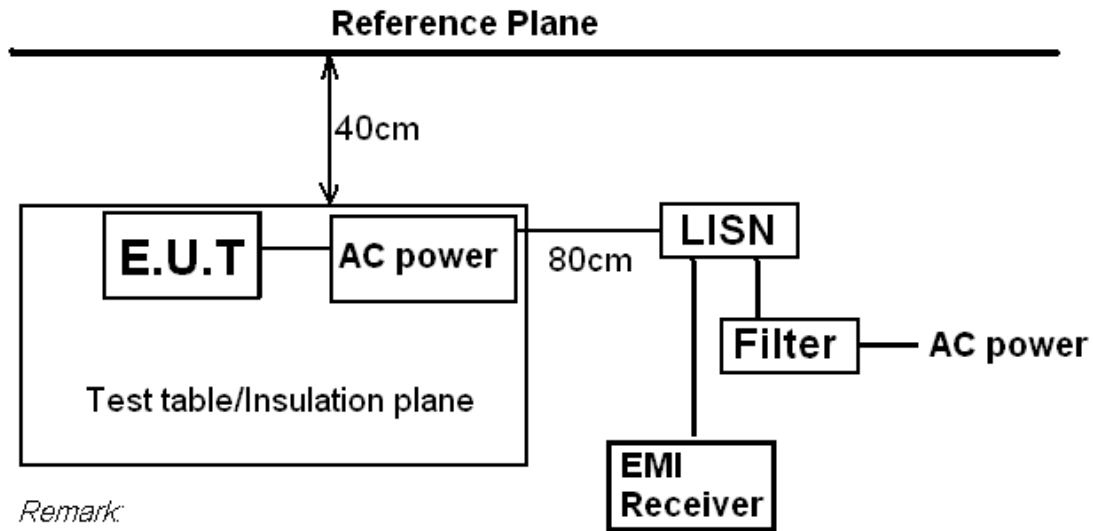 Reference Plane
40cm
E.U.T
AC power
80cm
LISN
Filter
AC power
Test table/Insulation plane
EMI
Receiver
Remark: